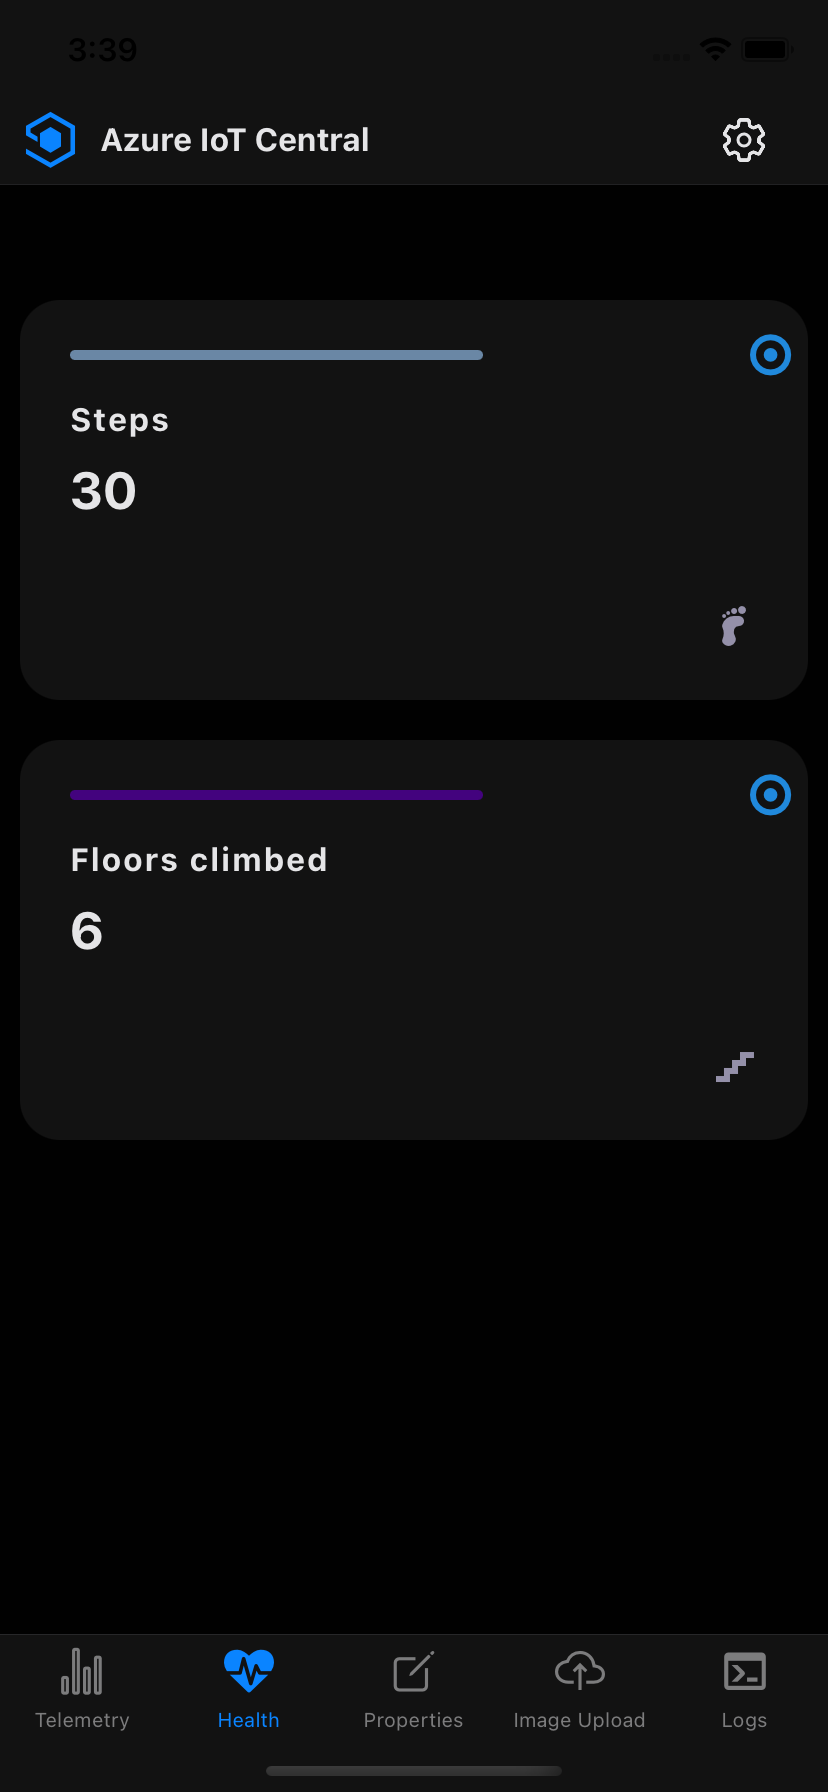 3:39
Azure IoT Central
Steps
30
Floors climbed
6
Telemetry
Health
Properties
Image Upload
Logs